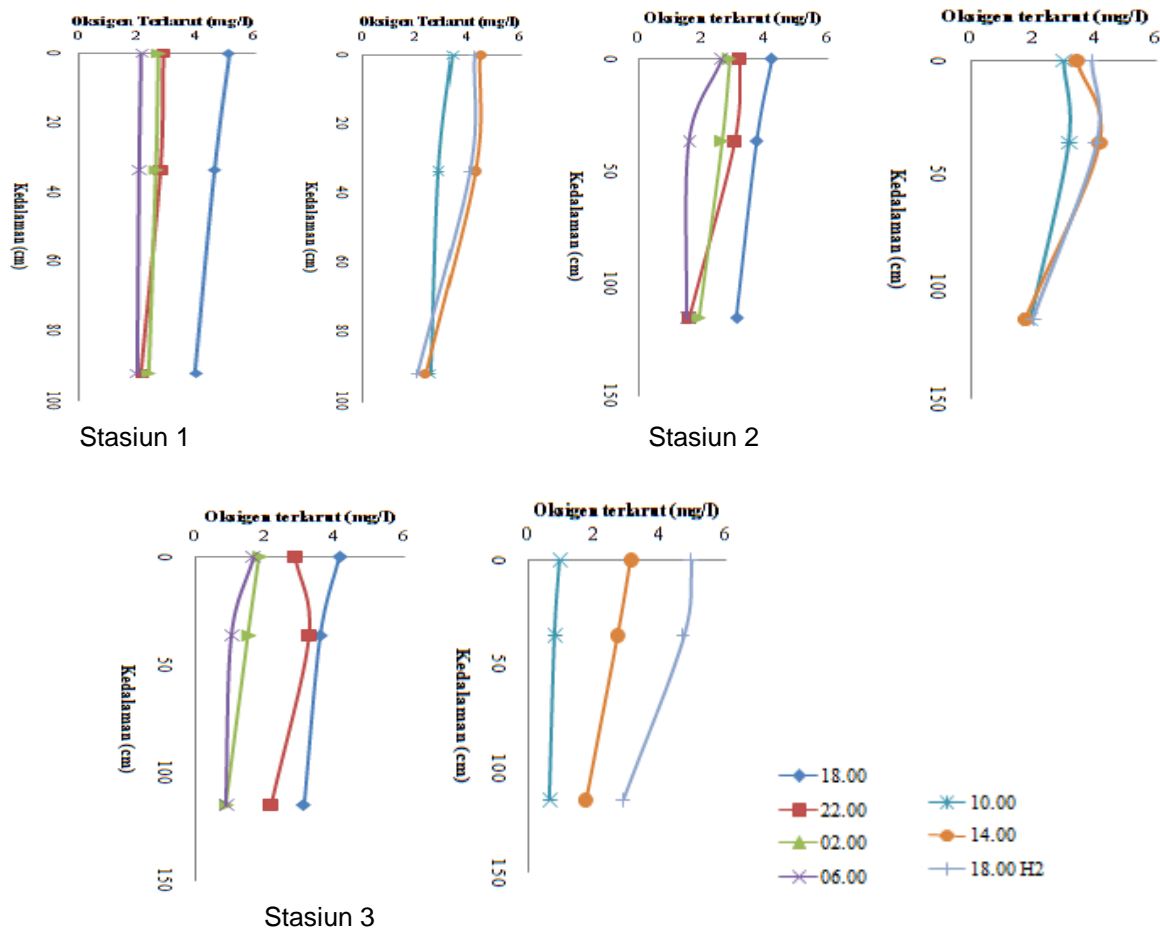 Oksigen Terlarut (mg/l)
0 2 4 6
0
20
40
60
80
100
Kedalaman (cm)
Oksigen Terlarut (mg/l)
0 2 4 6
0
20
40
60
80
100
Kedalaman (cm)
Stasiun 1
Oksigen terlarut (mg/l)
0 2 4 6
0
50
100
150
Kedalaman (cm)
Oksigen terlarut (mg/l)
0 2 4 6
0
50
100
150
Kedalaman (cm)
Stasiun 2
Oksigen terlarut (mg/l)
0 2 4 6
0
50
100
150
Kedalaman (cm)
Oksigen terlarut (mg/l)
0 2 4 6
0
50
100
150
Kedalaman (cm)
Stasiun 3
18.00
22.00
02.00
06.00
10.00
14.00
18.00 H2